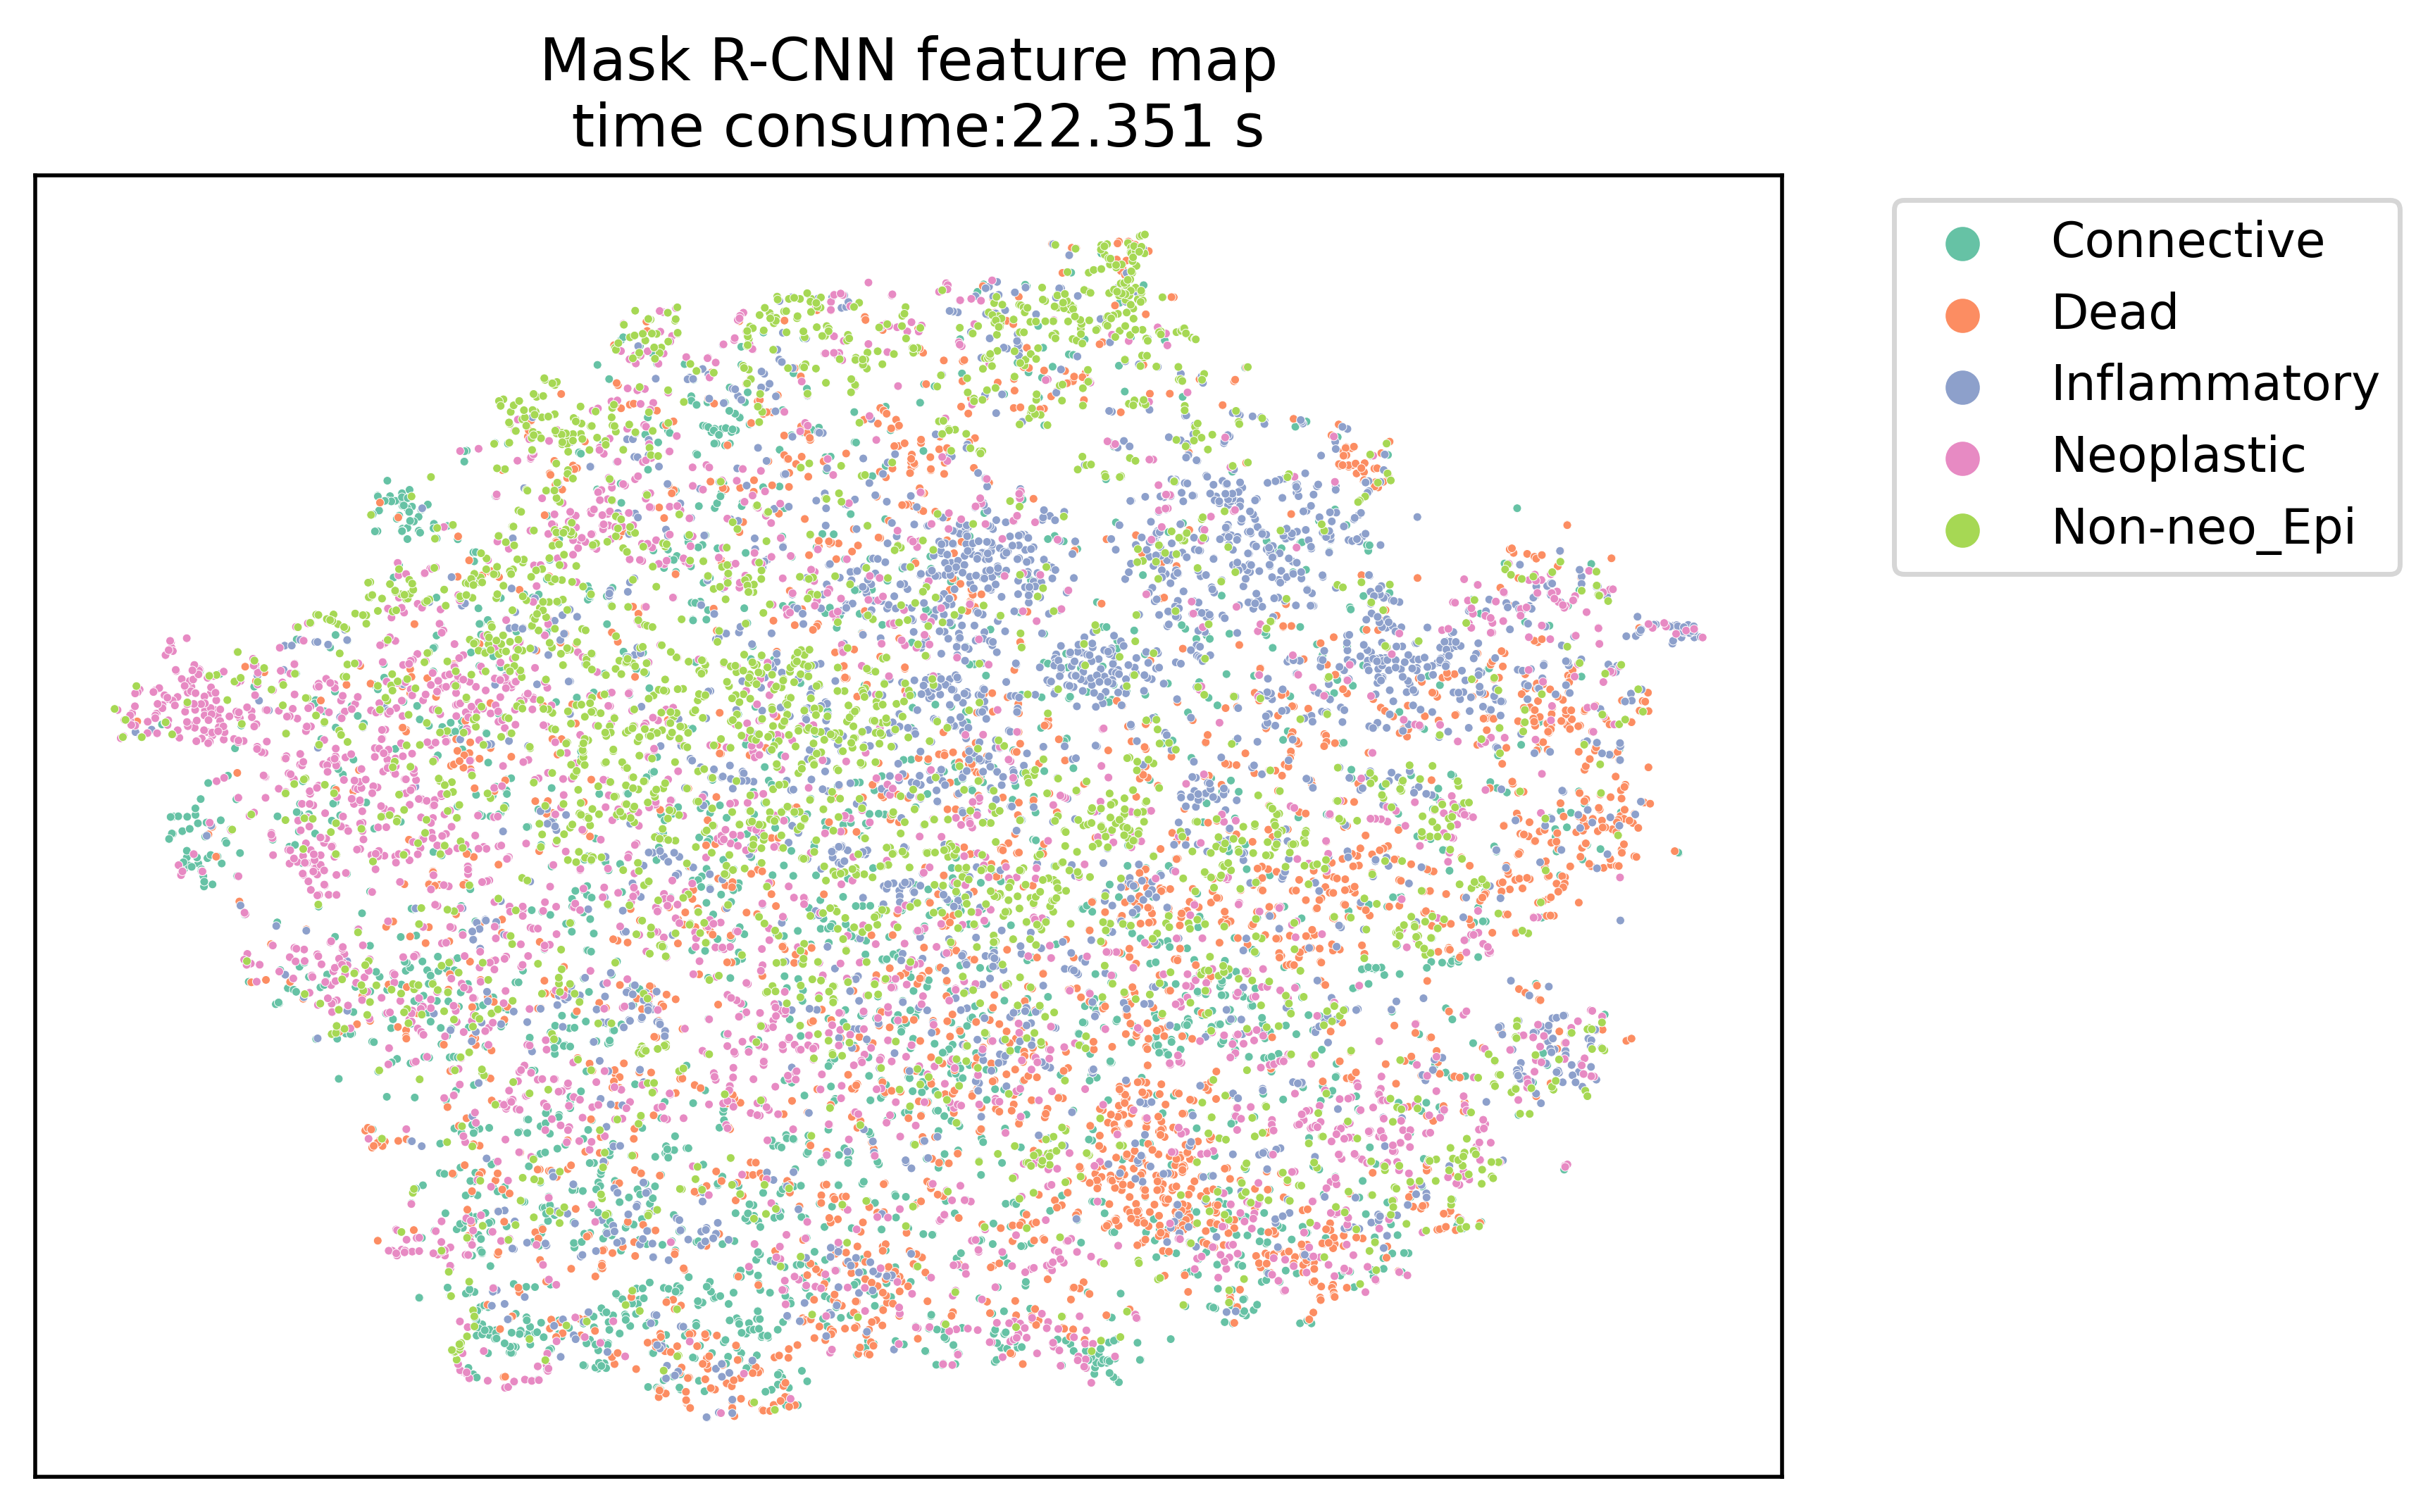 Mask R-CNN feature map
time consume:22.351 s
Connective
Dead
Inflammatory
Neoplastic
Non-neo_Epi